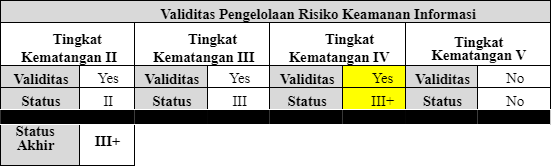 Validitas Pengelolaan Risiko Keamanan Informasi
Tingkat Kematangan II Tingkat Kematangan III Tingkat Kematangan IV Tingkat Kematangan V
Validitas Yes Validitas Yes Validitas Yes Validitas No
Status II Status III Status III+ Status No
Status Akhir III+